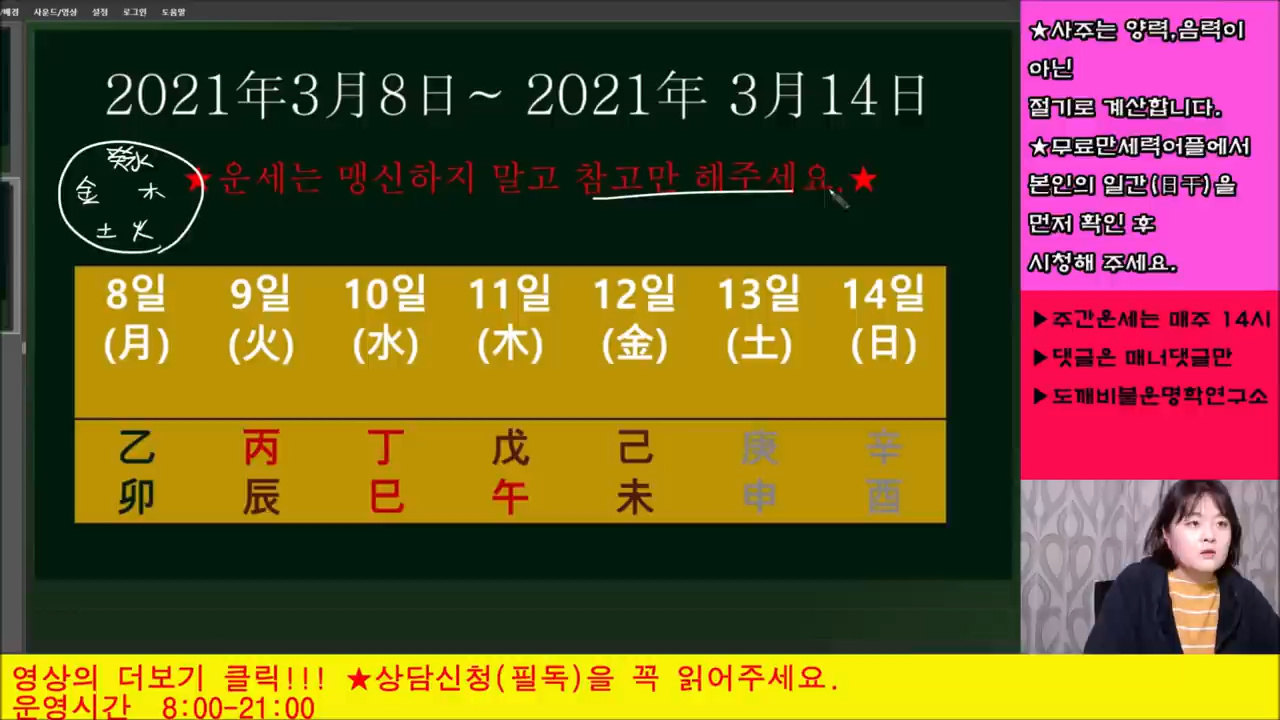 /배경 사운드/영상 설정 로그인 도움말
2021年3月8日~ 2021年 3月14日
癸水
金 木
土 火
★운세는 맹신하지 말고 참고만 해주세요.★
8일 9일 10일 11일 12일 13일 14일
(月) (火) (水) (木) (金) (土) (日)
乙 丙 丁 戊 己 庚 辛
卯 辰 巳 午 未 申 酉
★사주는 양력,음력이
아닌
절기로 계산합니다.
★무료만세력어플에서
본인의 일간(日干)을
먼저 확인 후
시청해 주세요.
▶주간운세는 매주 14시
▶댓글은 매너댓글만
▶도깨비불운명학연구소
영상의 더보기 클릭!!! ★상담신청(필독)을 꼭 읽어주세요.
운영시간 8:00-21:00